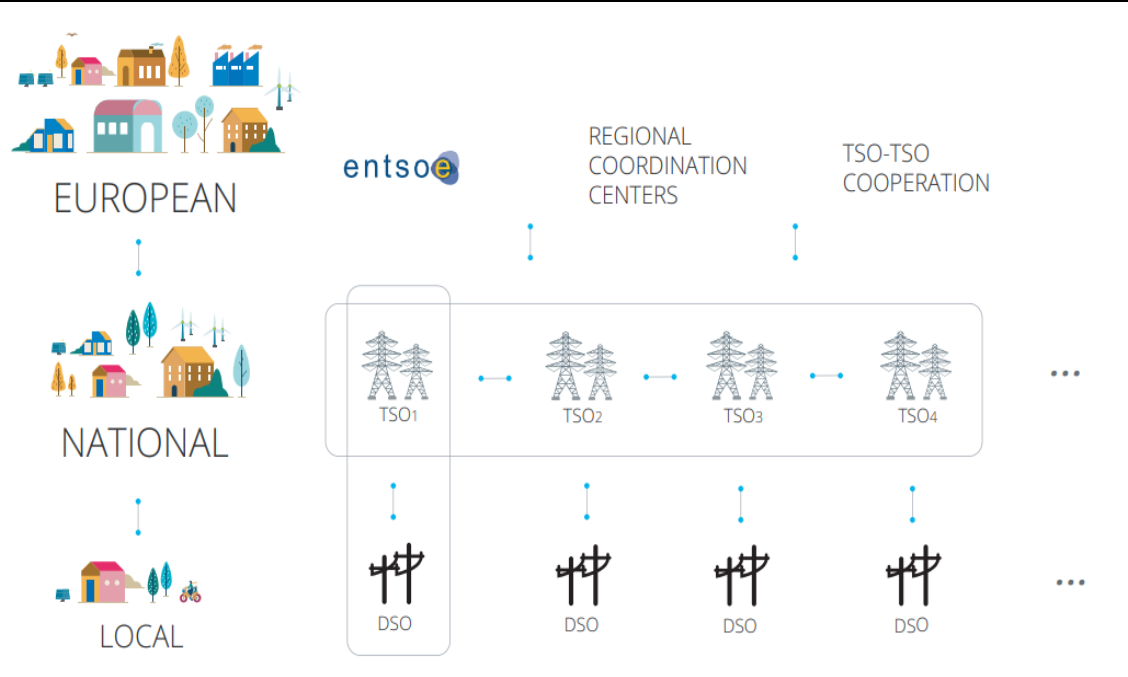 EUROPEAN
entsoe
REGIONAL
COORDINATION
CENTERS
TSO-TSO
COOPERATION
NATIONAL
TSO1
TSO2
TSO3
TSO4
...
LOCAL
DSO
DSO
DSO
DSO
...